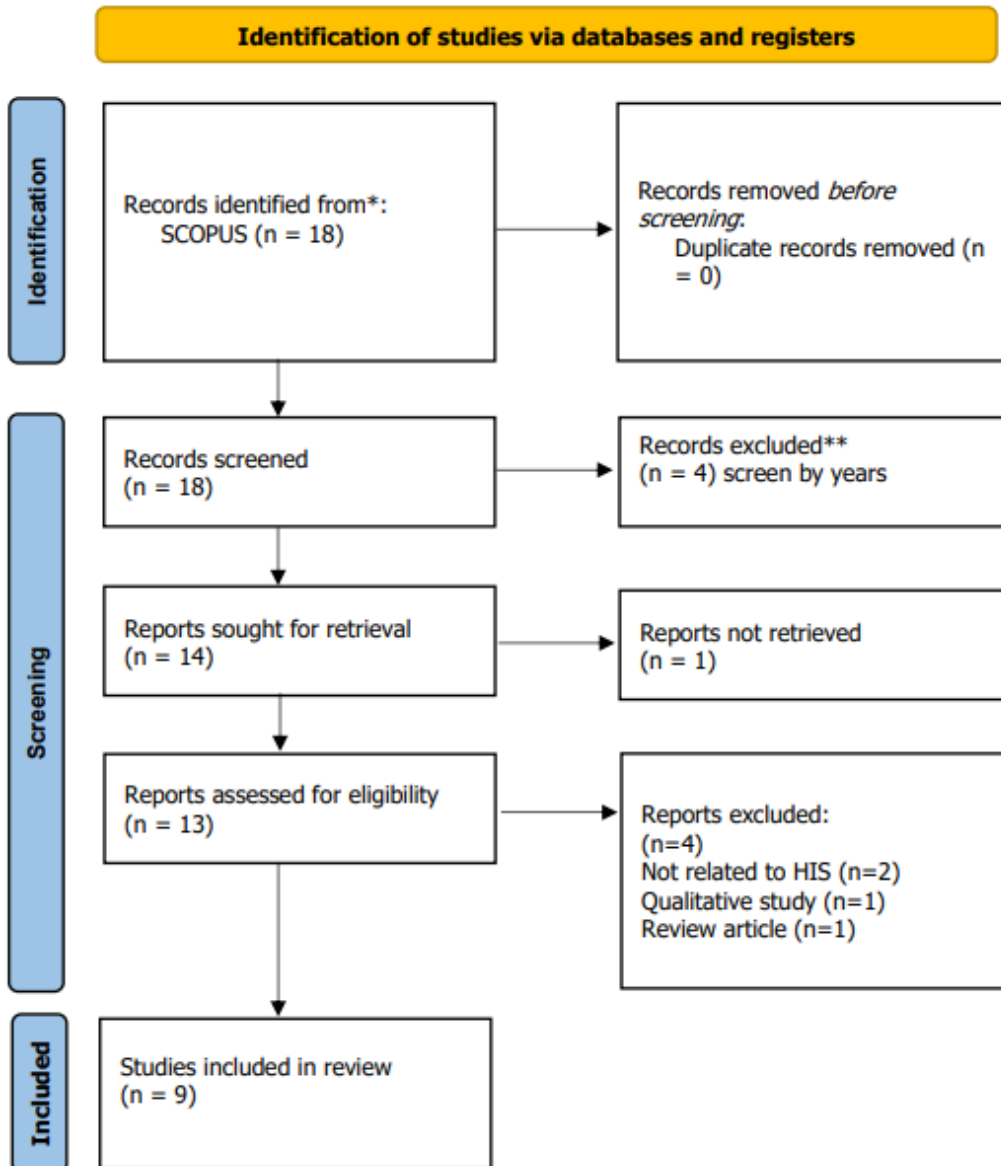 Identification of studies via databases and registers
Identification
Records identified from*:
SCOPUS (n = 18)
Records removed before
screening:
Duplicate records removed (n
= 0)
Screening
Records screened
(n = 18)
Records excluded**
(n = 4) screen by years
Reports sought for retrieval
(n = 14)
Reports not retrieved
(n = 1)
Reports assessed for eligibility
(n = 13)
Reports excluded:
(n=4)
Not related to HIS (n=2)
Qualitative study (n=1)
Review article (n=1)
Included
Studies included in review
(n = 9)